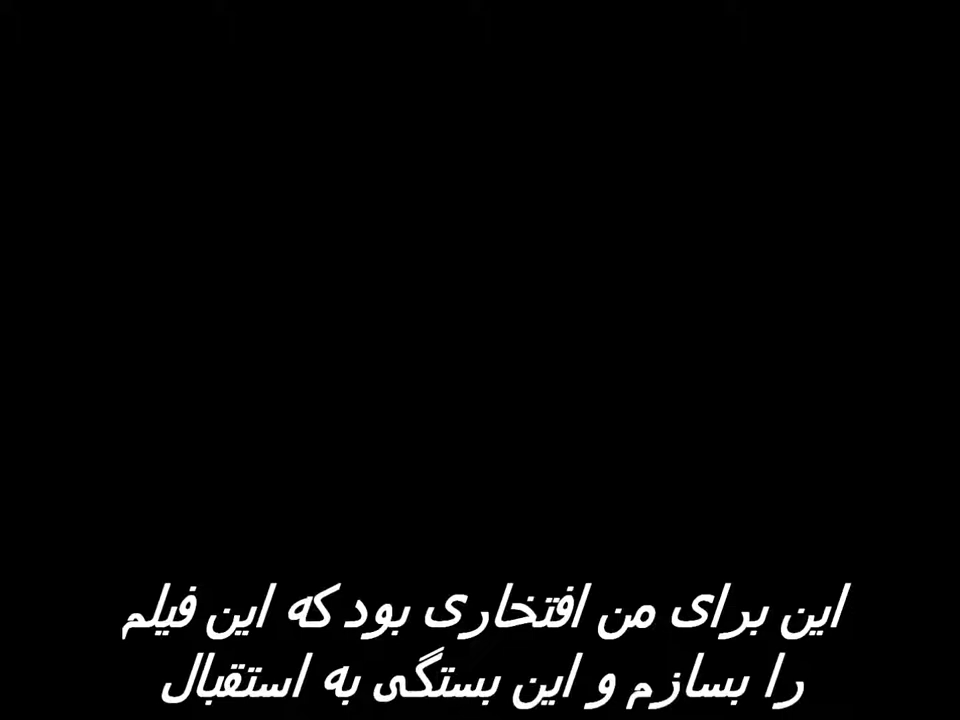 این برای من افتخاری بود که این فیلم
را بسازم و این بستگی به استقبال